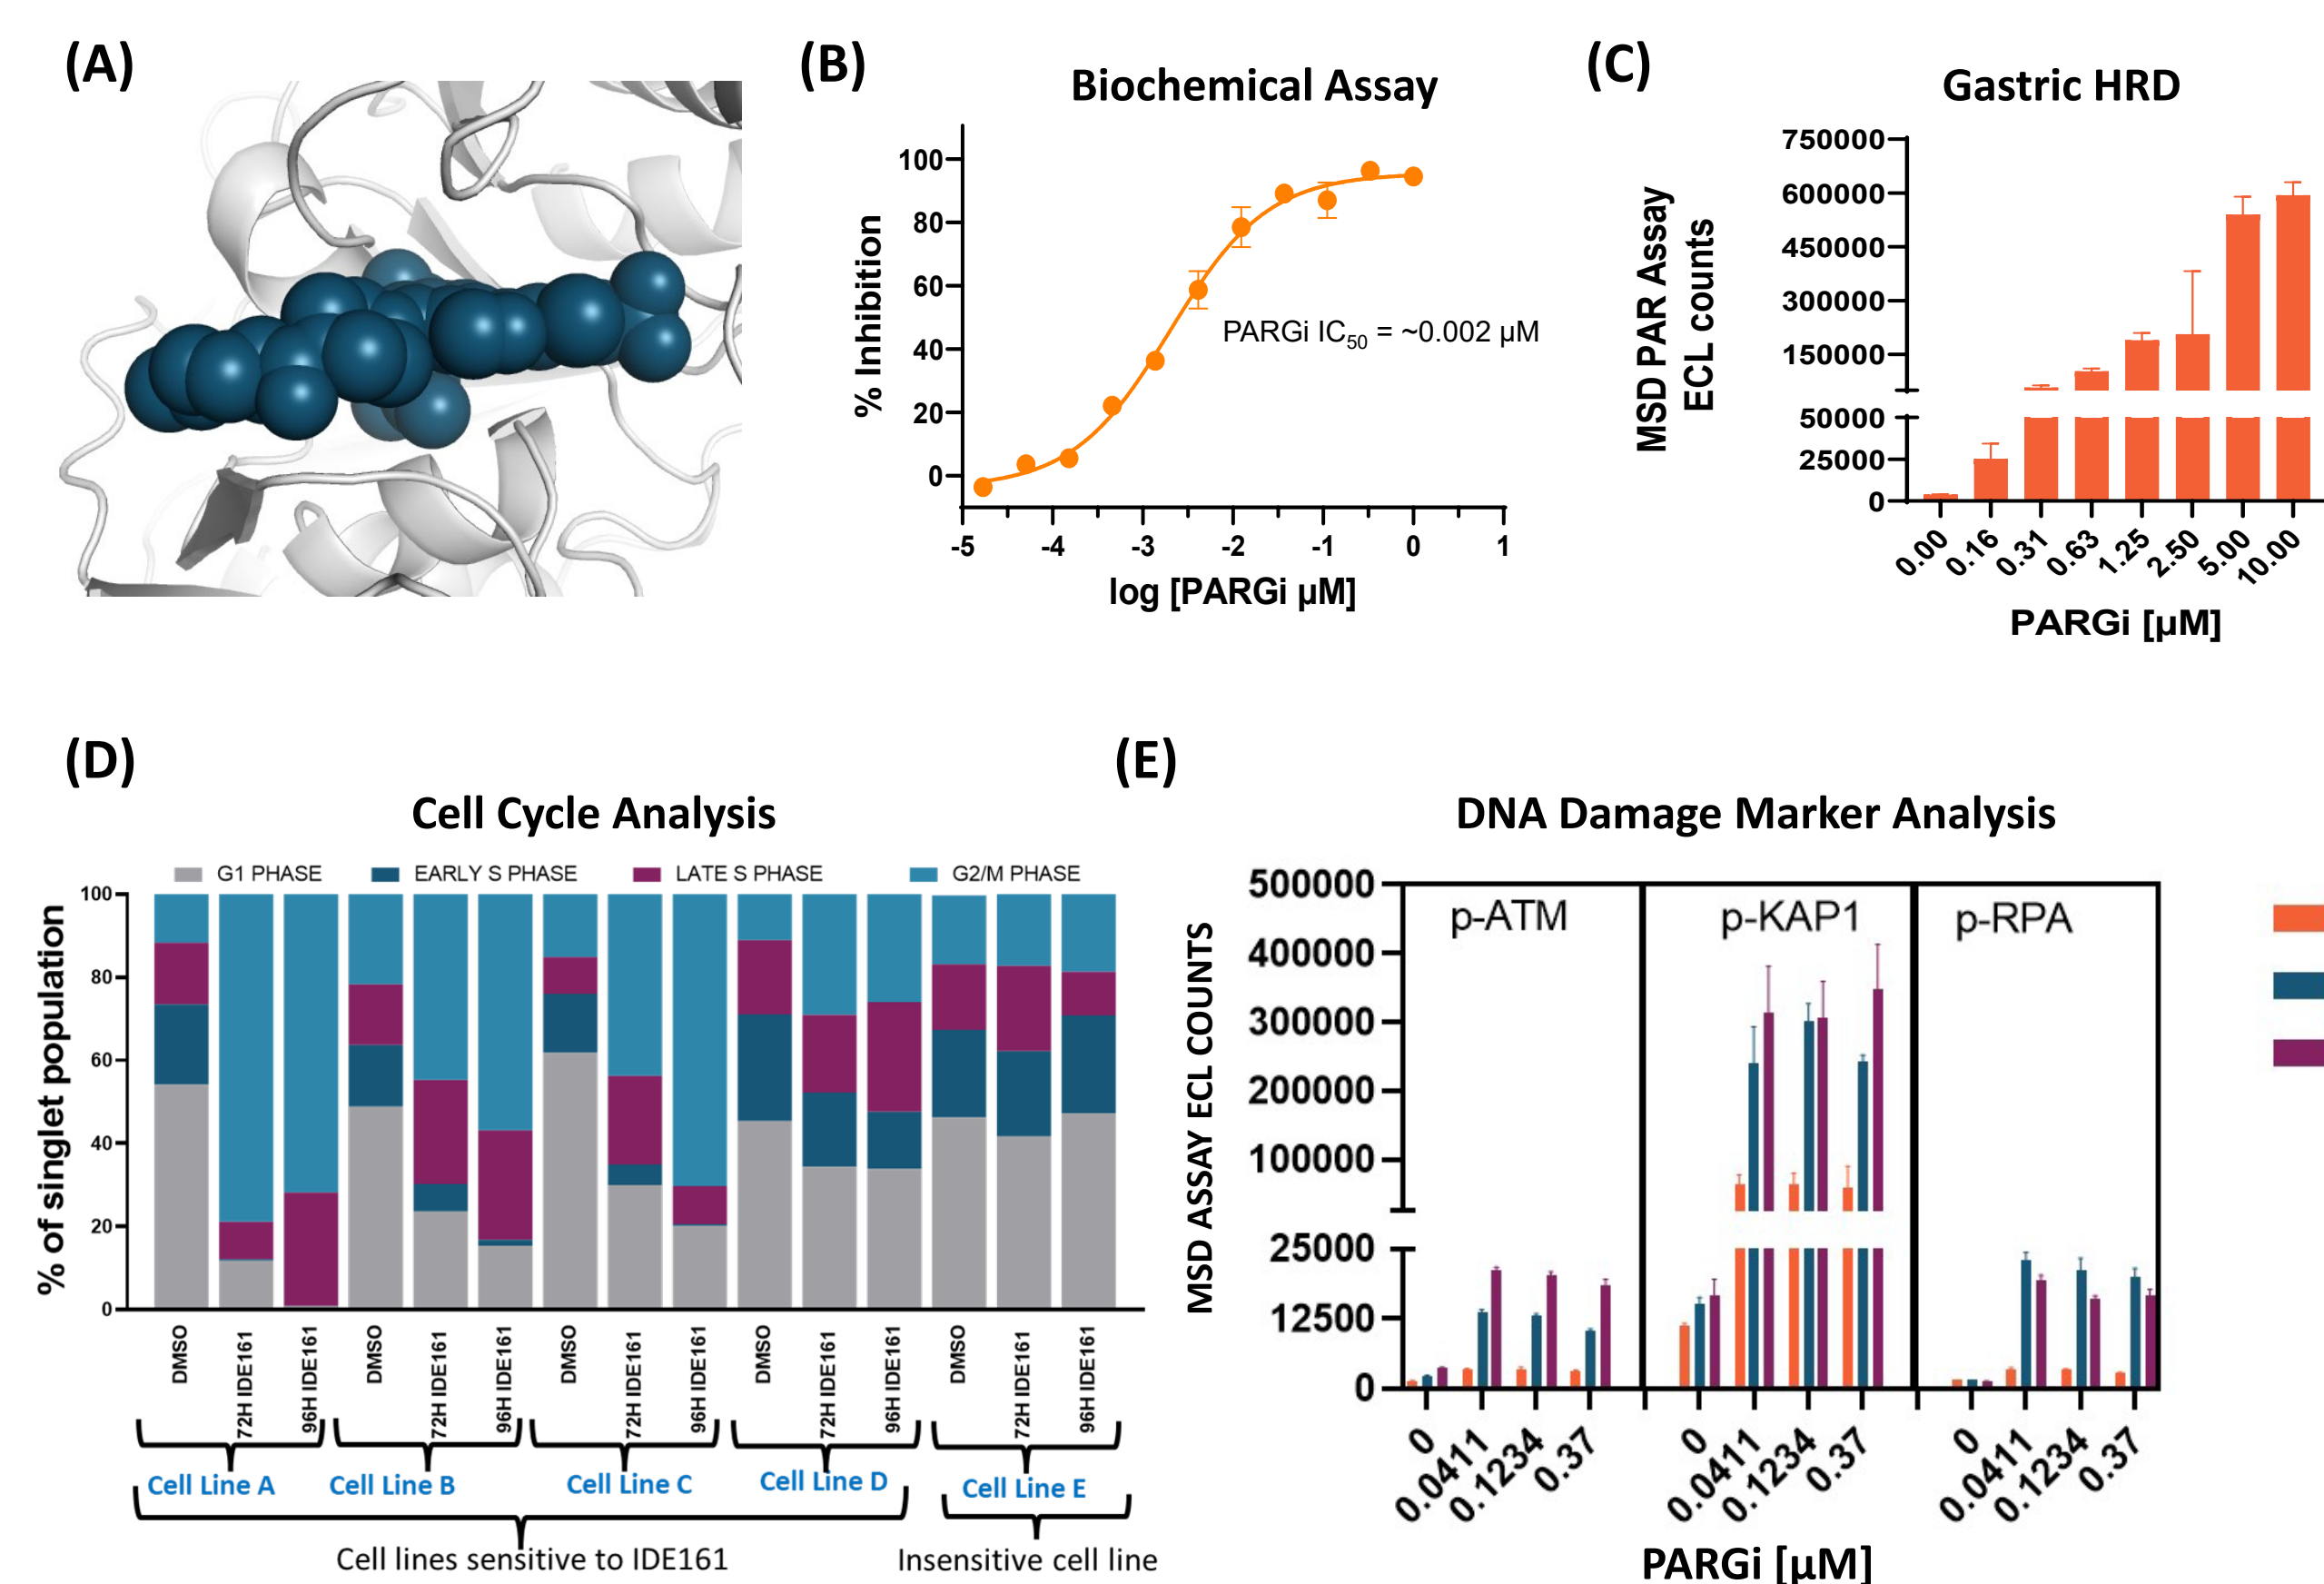 (A)
(B)
Biochemical Assay
% Inhibition
100
80
60
40
20
0
PARGi IC50 = ~0.002 µM
-5 -4 -3 -2 -1 0 1
log [PARGi µM]
(C)
Gastric HRD
MSD PAR Assay
ECL counts
750000
600000
450000
300000
150000
50000
25000
0
0.00 0.16 0.31 0.63 1.25 2.50 5.00 10.00
PARGi [µM]
(D)
Cell Cycle Analysis
G1 PHASE EARLY S PHASE LATE S PHASE G2/M PHASE
% of singlet population
100
80
60
40
20
0
DMSO 72H IDE161 96H IDE161 DMSO 72H IDE161 96H IDE161 DMSO 72H IDE161 96H IDE161 DMSO 72H IDE161 96H IDE161 DMSO 72H IDE161 96H IDE161
Cell Line A Cell Line B Cell Line C Cell Line D Cell Line E
Cell lines sensitive to IDE161 Insensitive cell line
(E)
DNA Damage Marker Analysis
MSD ASSAY ECL COUNTS
500000
400000
300000
200000
100000
25000
12500
0
p-ATM p-KAP1 p-RPA
0 0.0411 0.1234 0.37 0 0.0411 0.1234 0.37 0 0.0411 0.1234 0.37
PARGi [µM]